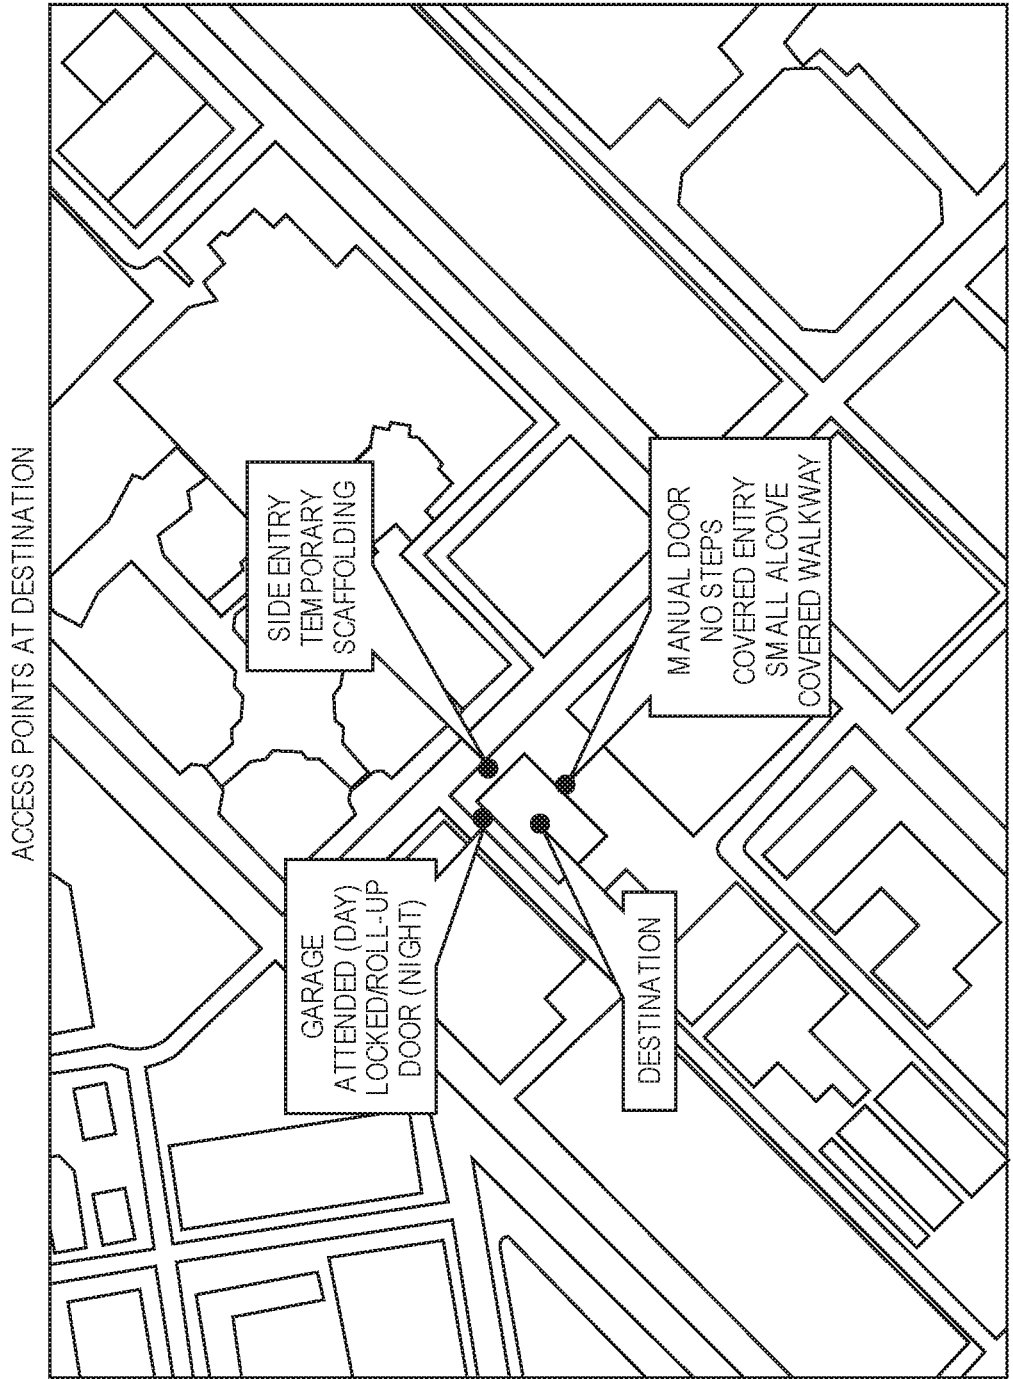 ACCESS POINTS AT DESTINATION
SIDE ENTRY
TEMPORARY
SCAFFOLDING
GARAGE
ATTENDED (DAY)
LOCKED/ROLL-UP
DOOR (NIGHT)
DESTINATION
MANUAL DOOR
NO STEPS
COVERED ENTRY
SMALL ALCOVE
COVERED WALKWAY